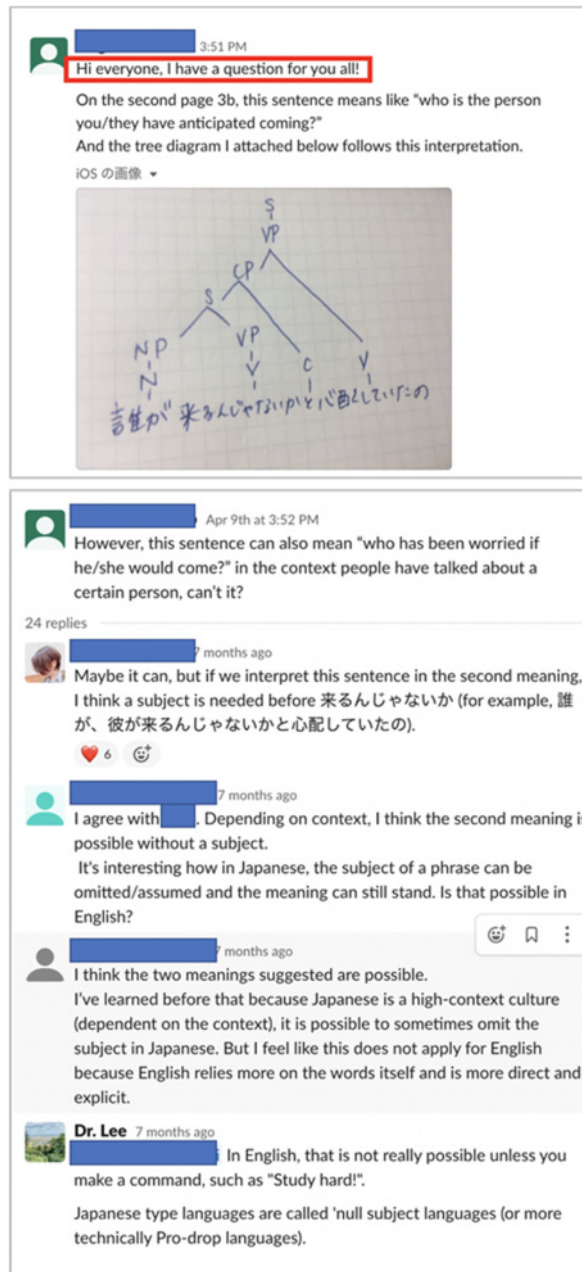 3:51 PM
Hi everyone, I have a question for you all!
On the second page 3b, this sentence means like “who is the person
you/they have anticipated coming?”
And the tree diagram I attached below follows this interpretation.
iOS の画像
S
VP
CP
S
NP
VP
N
V
C
V
誰が 来るんじゃないかと心配していたの
Apr 9th at 3:52 PM
However, this sentence can also mean “who has been worried if
he/she would come?” in the context people have talked about a
certain person, can't it?
24 replies
7 months ago
Maybe it can, but if we interpret this sentence in the second meaning,
I think a subject is needed before 来るんじゃないか (for example, 誰
が、彼が来るんじゃないかと心配していたの).
6
7 months ago
I agree with . Depending on context, I think the second meaning is
possible without a subject.
It's interesting how in Japanese, the subject of a phrase can be
omitted/assumed and the meaning can still stand. Is that possible in
English?
months ago
I think the two meanings suggested are possible.
I've learned before that because Japanese is a high-context culture
(dependent on the context), it is possible to sometimes omit the
subject in Japanese. But I feel like this does not apply for English
because English relies more on the words itself and is more direct and
explicit.
Dr. Lee 7 months ago
In English, that is not really possible unless you
make a command, such as "Study hard!".
Japanese type languages are called 'null subject languages (or more
technically Pro-drop languages).